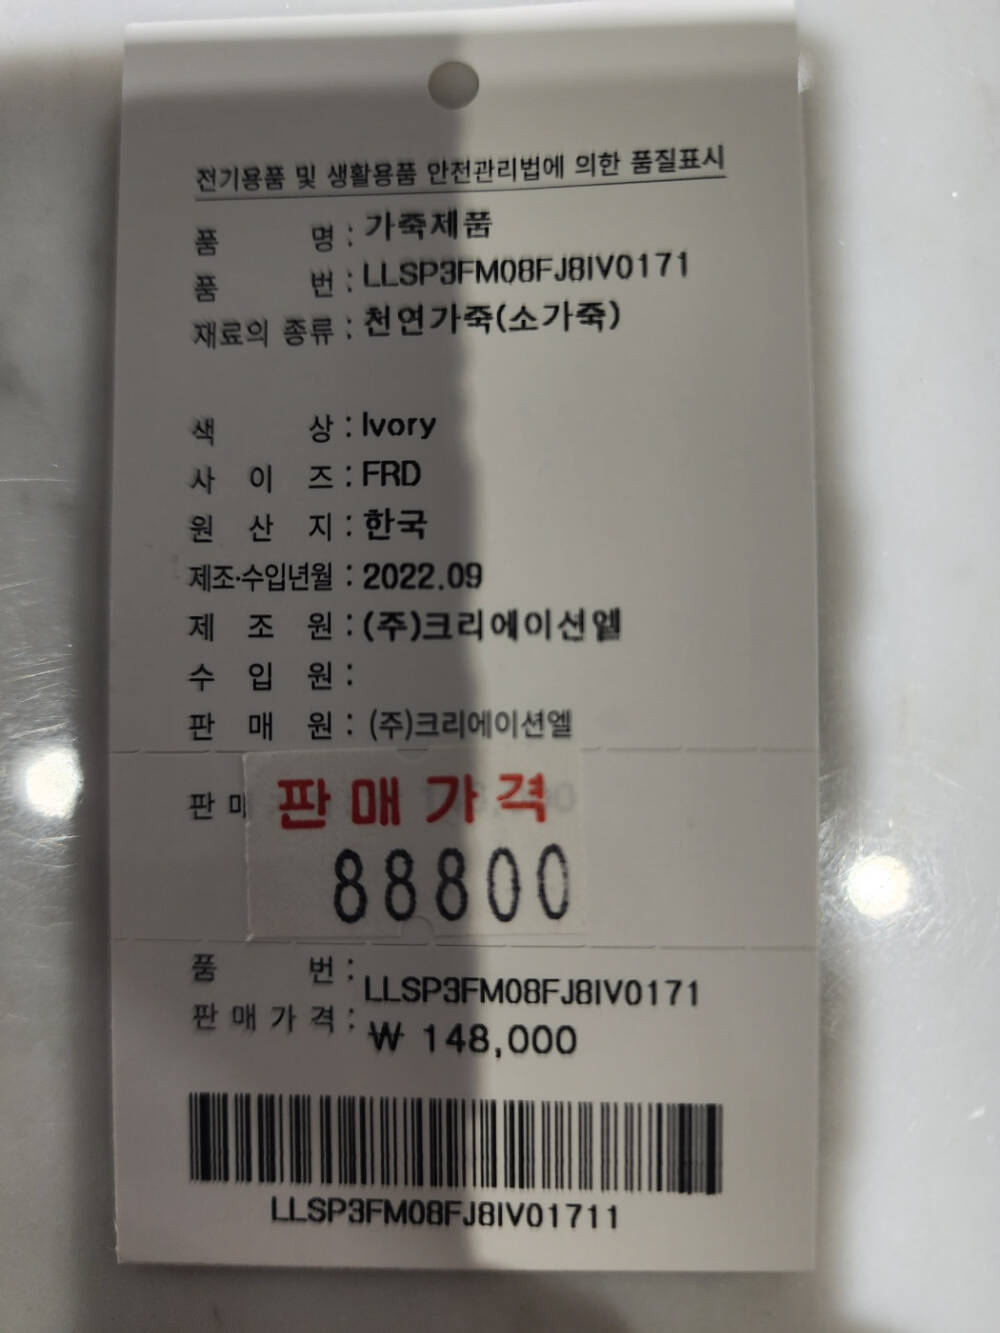 전기용품 및 생활용품 안전관리법에 의한 품질표시
품 명 : 가죽제품
품 번 : LLSP3FM08FJ8IV0171
재료의 종류 : 천연가죽(소가죽)
색 상 : Ivory
사 이 즈 : FRD
원 산 지 : 한국
제조·수입년월 : 2022.09
제 조 원 : (주)크리에이션엘
수 입 원 :
판 매 원 : (주)크리에이션엘
판 매
판매가격
88800
품 번 : LLSP3FM08FJ8IV0171
판 매 가 격 : ₩ 148,000
LLSP3FM08FJ8IV01711